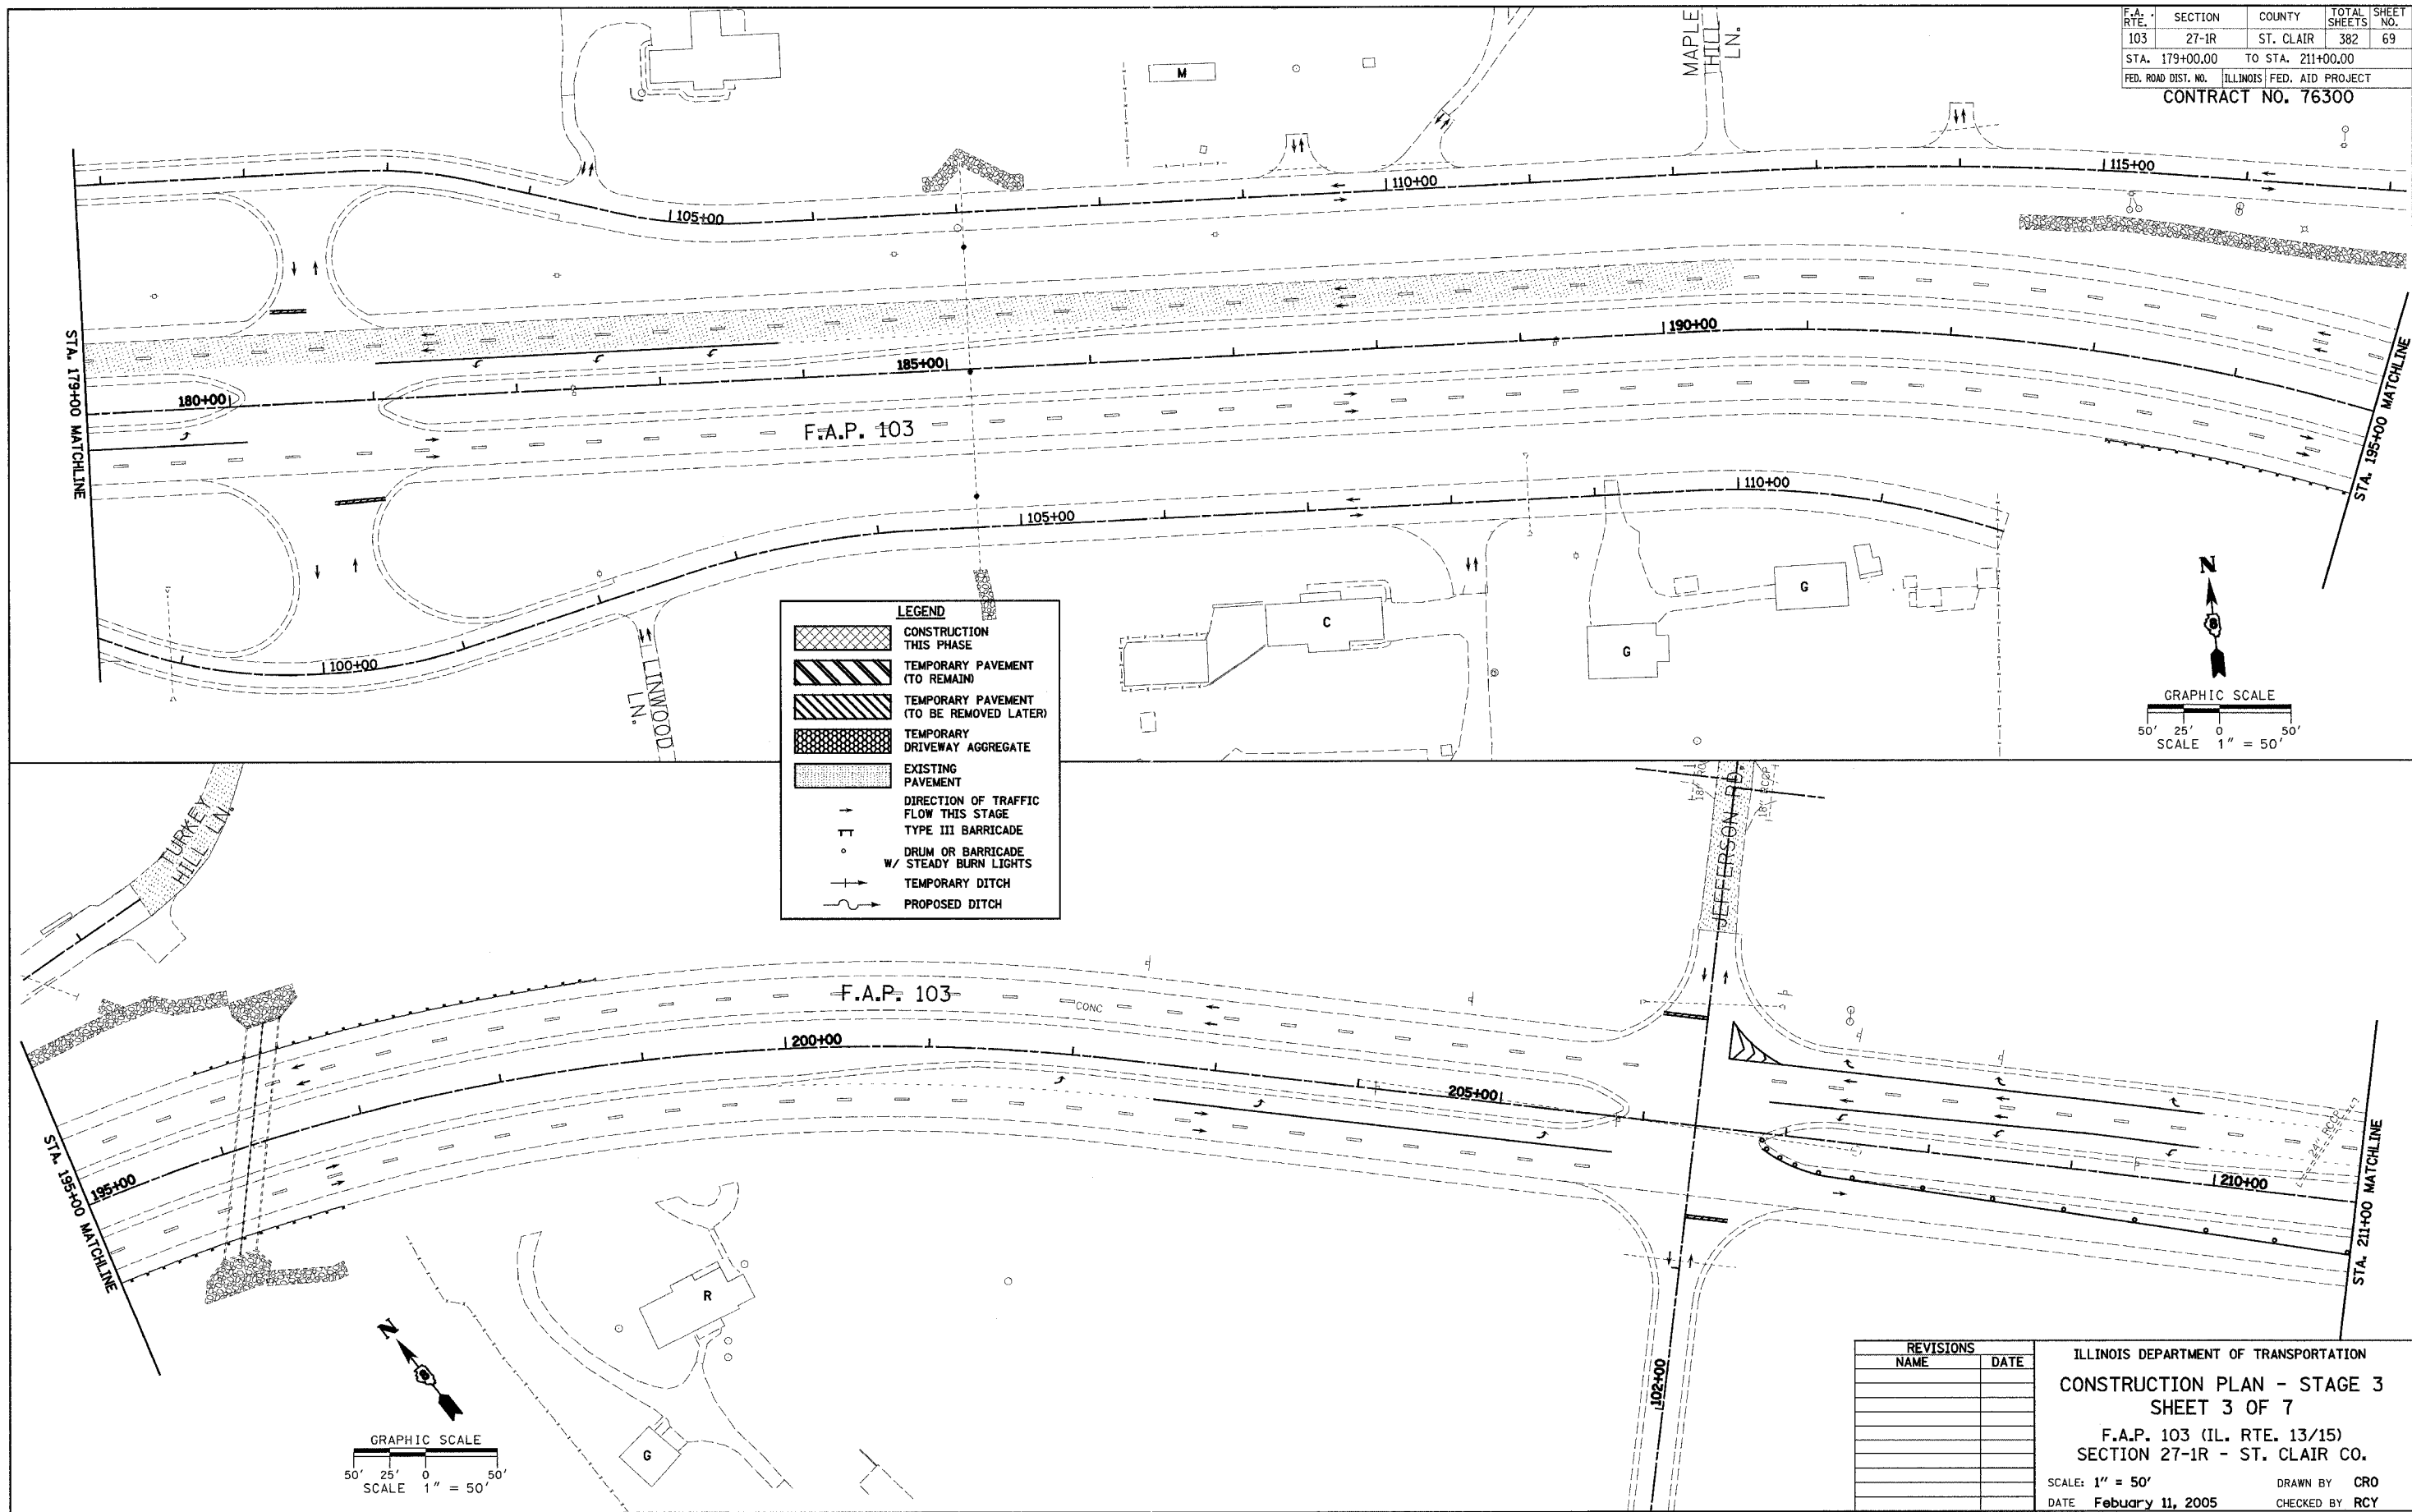 F.A. RTE. SECTION COUNTY TOTAL SHEETS SHEET NO.
103 27-1R ST. CLAIR 382 69
STA. 179+00.00 TO STA. 211+00.00
FED. ROAD DIST. NO. ILLINOIS FED. AID PROJECT
CONTRACT NO. 76300
MAPLE HILL LN.
M
105+00
110+00
115+00
STA. 179+00 MATCHLINE
180+00
185+00
190+00
F.A.P. 103
STA. 195+00 MATCHLINE
100+00
105+00
110+00
LINWOOD LN.
C
G
G
N
GRAPHIC SCALE
50' 25' 0 50'
SCALE 1" = 50'
LEGEND
CONSTRUCTION
THIS PHASE
TEMPORARY PAVEMENT
(TO REMAIN)
TEMPORARY PAVEMENT
(TO BE REMOVED LATER)
TEMPORARY
DRIVEWAY AGGREGATE
EXISTING
PAVEMENT
DIRECTION OF TRAFFIC
FLOW THIS STAGE
TYPE III BARRICADE
DRUM OR BARRICADE
W/ STEADY BURN LIGHTS
TEMPORARY DITCH
PROPOSED DITCH
TURKEY
HILL LN.
JEFFERSON RD.
18" RCCP
F.A.P. 103
CONC
195+00
200+00
205+00
210+00
24" RCCP
STA. 195+00 MATCHLINE
STA. 211+00 MATCHLINE
102+00
R
G
N
GRAPHIC SCALE
50' 25' 0 50'
SCALE 1" = 50'
REVISIONS
NAME DATE
ILLINOIS DEPARTMENT OF TRANSPORTATION
CONSTRUCTION PLAN - STAGE 3
SHEET 3 OF 7
F.A.P. 103 (IL. RTE. 13/15)
SECTION 27-1R - ST. CLAIR CO.
SCALE: 1" = 50' DRAWN BY CRO
DATE Febuary 11, 2005 CHECKED BY RCY